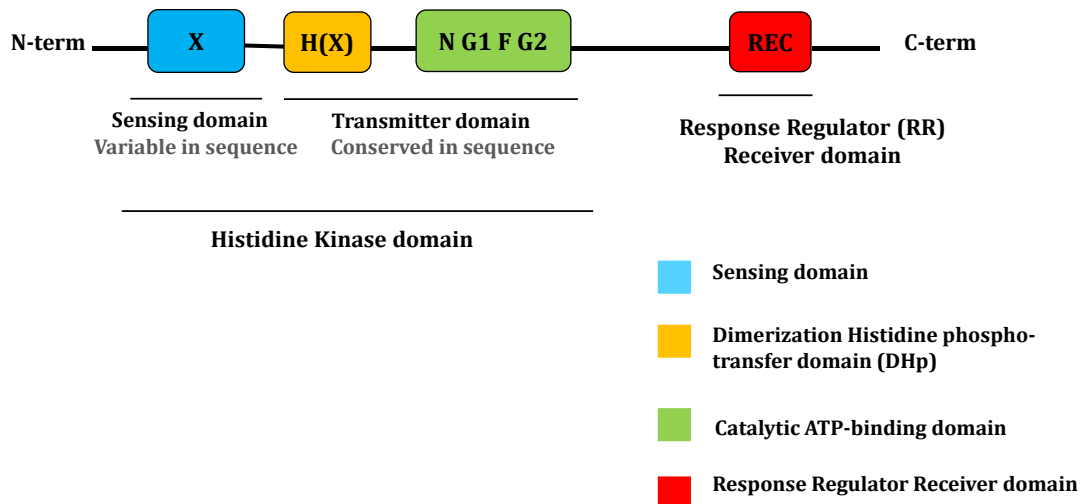 N-term
X
H(X)
N G1 F G2
REC
C-term
Sensing domain
Variable in sequence
Transmitter domain
Conserved in sequence
Response Regulator (RR)
Receiver domain
Histidine Kinase domain
Sensing domain
Dimerization Histidine phospho-
transfer domain (DHp)
Catalytic ATP-binding domain
Response Regulator Receiver domain